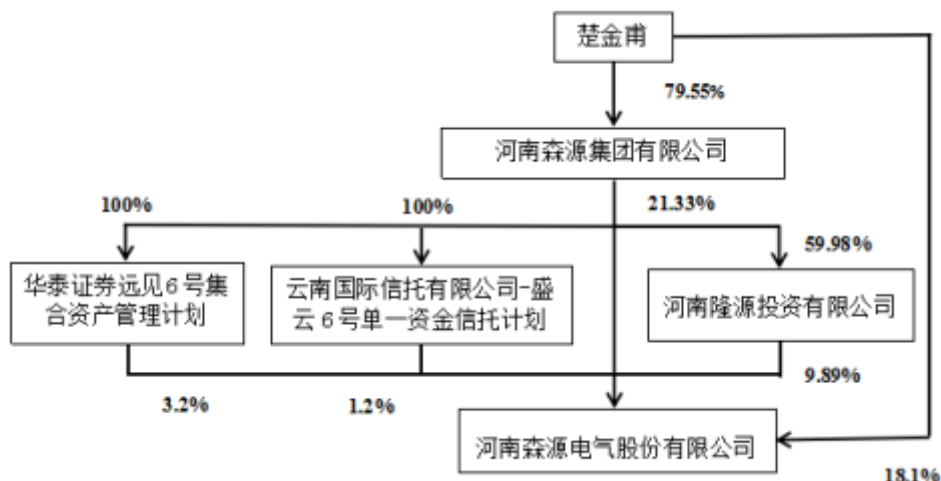 楚金甫
79.55%
河南森源集团有限公司
100%
100%
21.33%
59.98%
华泰证券远见6号集
合资产管理计划
云南国际信托有限公司-盛
云6号单一资金信托计划
河南隆源投资有限公司
3.2%
1.2%
9.89%
河南森源电气股份有限公司
18.1%